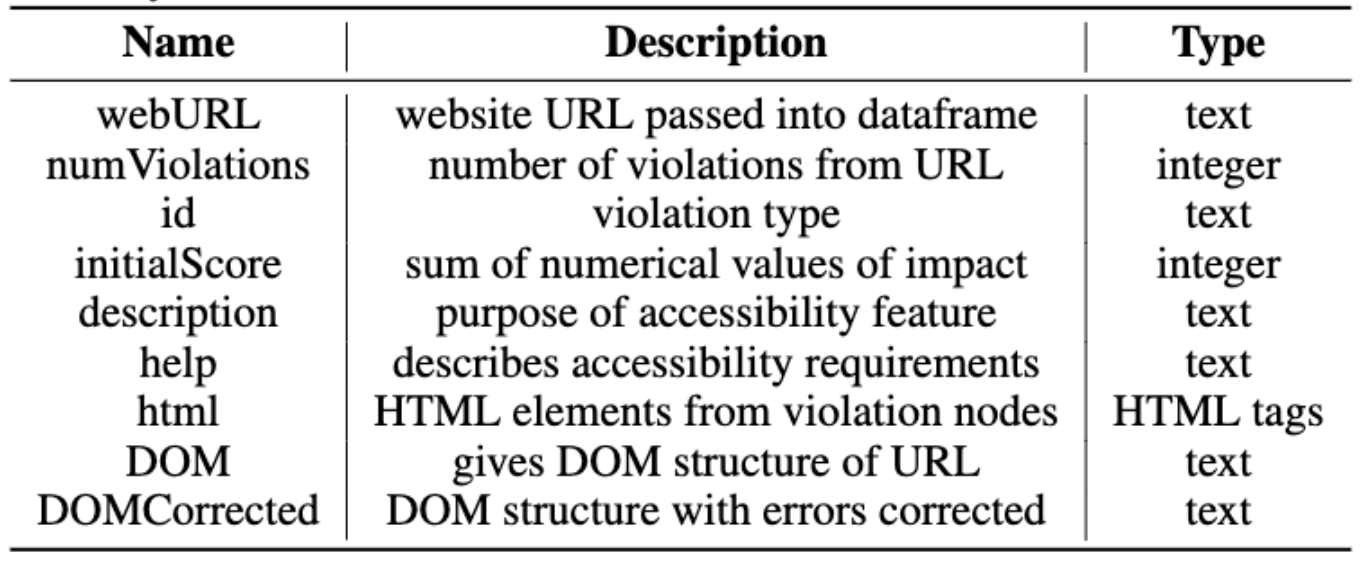 Name Description Type
webURL website URL passed into dataframe text
numViolations number of violations from URL integer
id violation type text
initialScore sum of numerical values of impact integer
description purpose of accessibility feature text
help describes accessibility requirements text
html HTML elements from violation nodes HTML tags
DOM gives DOM structure of URL text
DOMCorrected DOM structure with errors corrected text